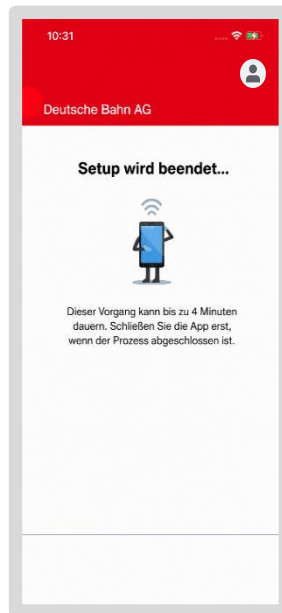 10:31
Deutsche Bahn AG
Setup wird beendet...
Dieser Vorgang kann bis zu 4 Minuten
dauern. Schließen Sie die App erst,
wenn der Prozess abgeschlossen ist.